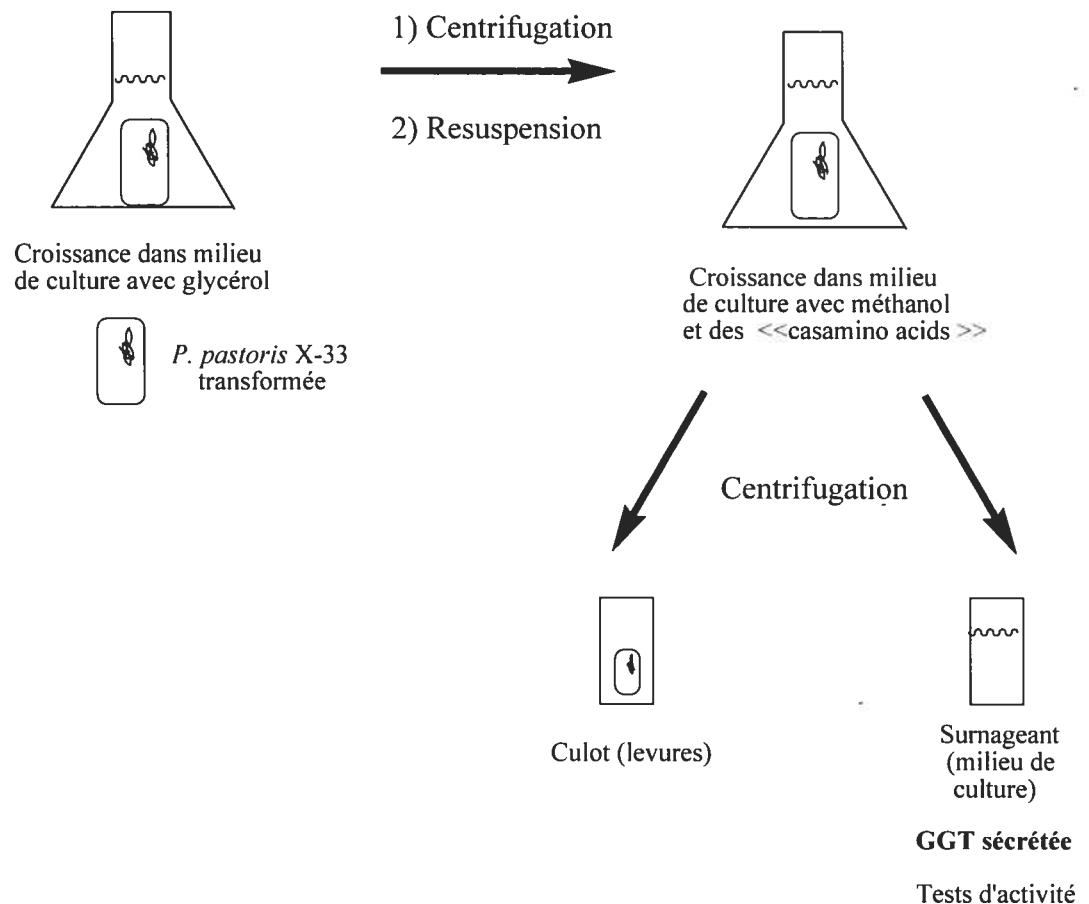 1) Centrifugation
2) Resuspension
Croissance dans milieu
de culture avec glycérol
P. pastoris X-33
transformée
Croissance dans milieu
de culture avec méthanol
et des <<casamino acids >>
Centrifugation
Culot (levures)
Surnageant
(milieu de
culture)
GGT sécrétée
Tests d'activité